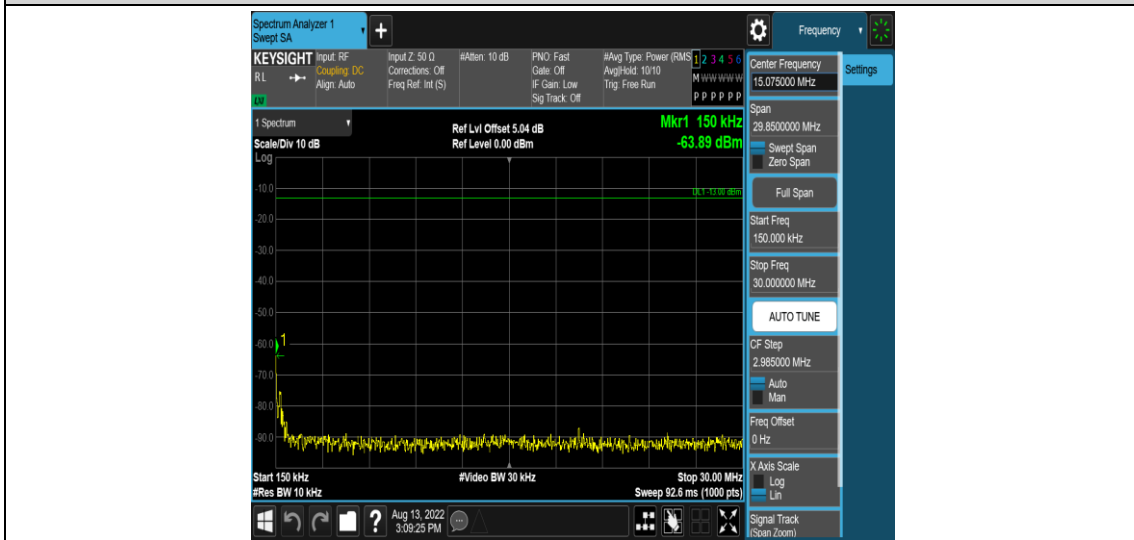 Spectrum Analyzer 1
Swept SA
+
Frequency
KEYSIGHT
RL
LXI
Input: RF
Coupling: DC
Align: Auto
Input Z: 50 Ω
Corrections: Off
Freq Ref: Int (S)
#Atten: 10 dB
PNO: Fast
Gate: Off
IF Gain: Low
Sig Track: Off
#Avg Type: Power (RMS
Avg|Hold: 10/10
Trig: Free Run
1 2 3 4 5 6
M W W W W W
P P P P P P
1 Spectrum
Scale/Div 10 dB
Log
Ref Lvl Offset 5.04 dB
Ref Level 0.00 dBm
Mkr1 150 kHz
-63.89 dBm
DL1 -13.00 dBm
-10.0
-20.0
-30.0
-40.0
-50.0
-60.0
1
-70.0
-80.0
-90.0
Start 150 kHz
#Res BW 10 kHz
#Video BW 30 kHz
Stop 30.00 MHz
Sweep 92.6 ms (1000 pts)
Center Frequency
15.075000 MHz
Settings
Span
29.8500000 MHz
Swept Span
Zero Span
Full Span
Start Freq
150.000 kHz
Stop Freq
30.000000 MHz
AUTO TUNE
CF Step
2.985000 MHz
Auto
Man
Freq Offset
0 Hz
X Axis Scale
Log
Lin
Signal Track
(Span Zoom)
?
Aug 13, 2022
3:09:25 PM